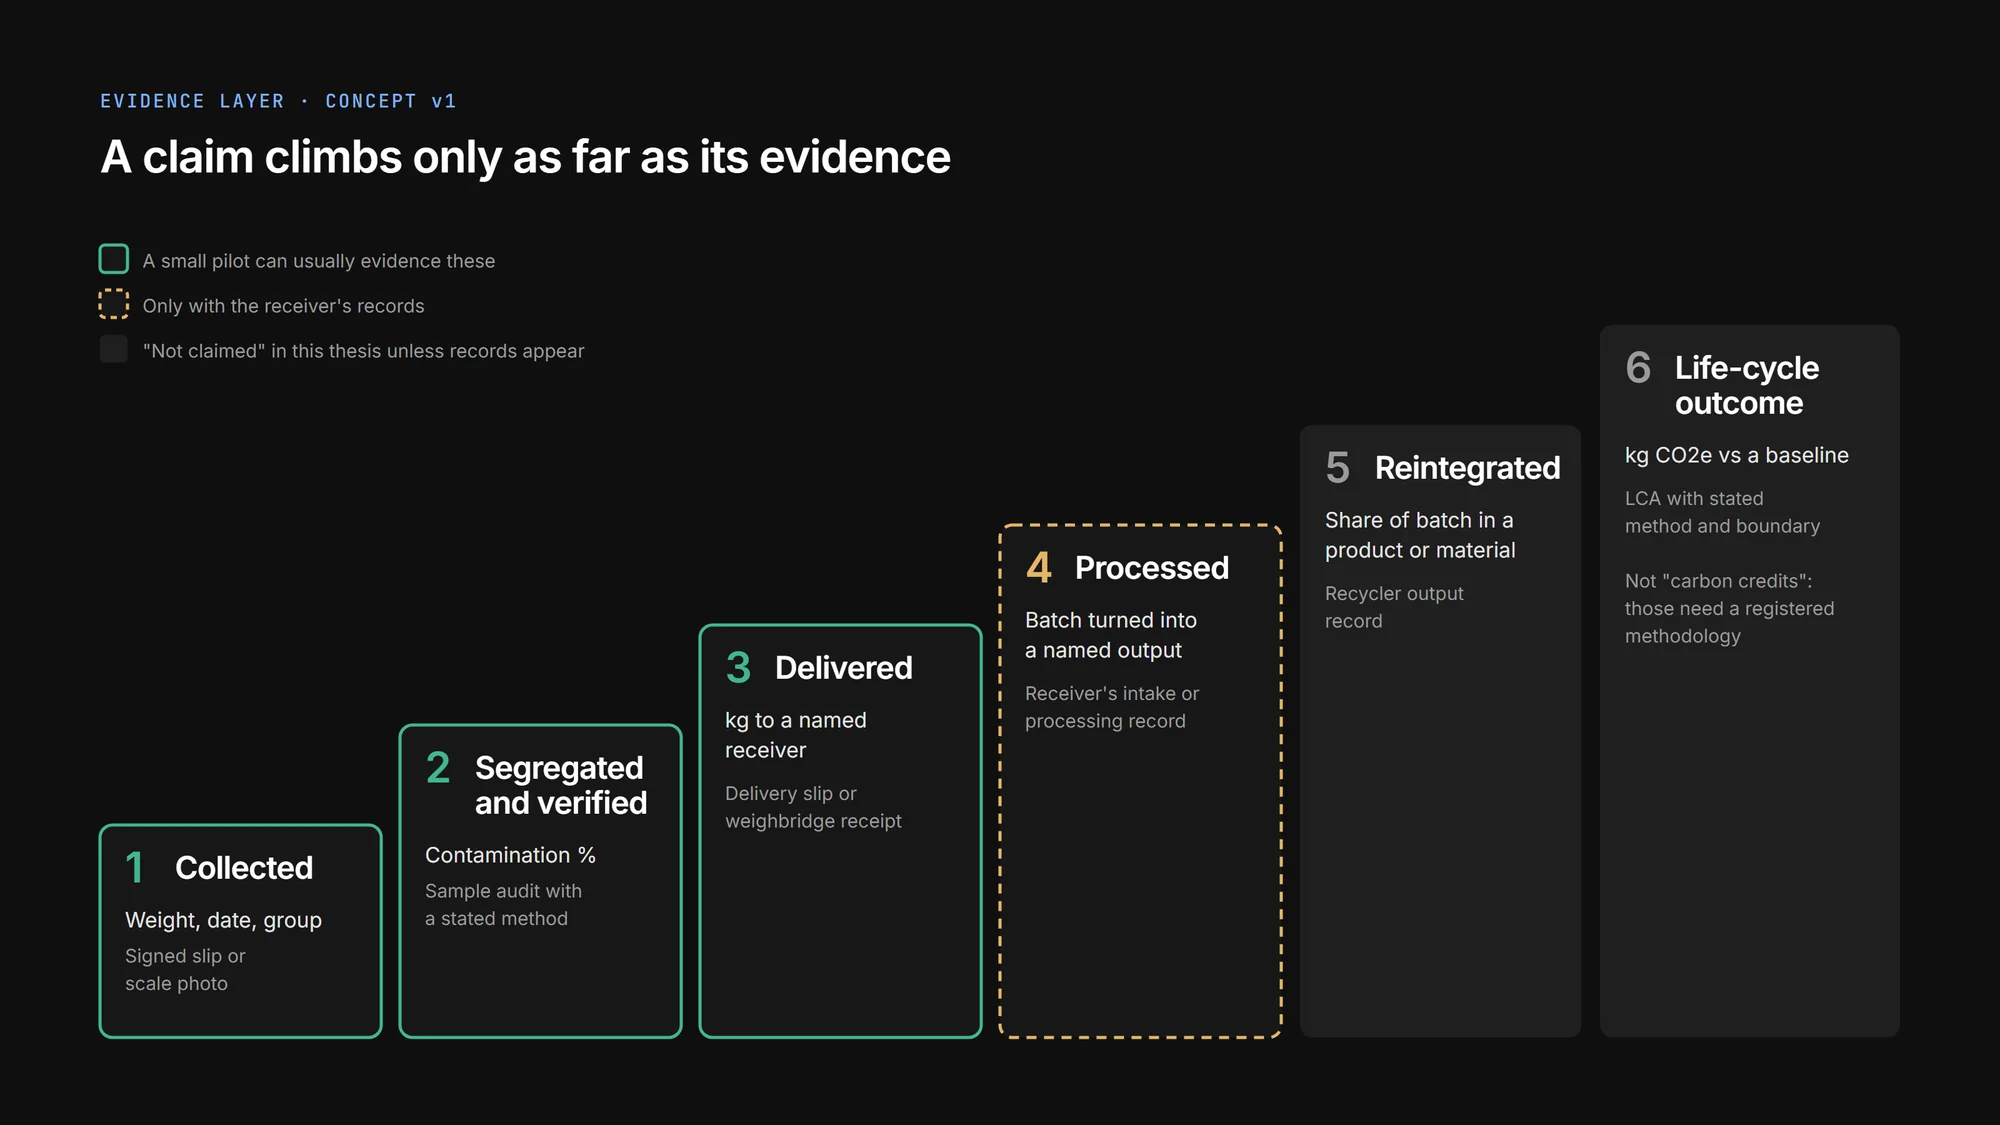 EVIDENCE LAYER · CONCEPT v1
A claim climbs only as far as its evidence
A small pilot can usually evidence these
Only with the receiver's records
"Not claimed" in this thesis unless records appear
1 Collected
Weight, date, group
Signed slip or
scale photo
2 Segregated
and verified
Contamination %
Sample audit with
a stated method
3 Delivered
kg to a named
receiver
Delivery slip or
weighbridge receipt
4 Processed
Batch turned into
a named output
Receiver's intake or
processing record
5 Reintegrated
Share of batch in a
product or material
Recycler output
record
6 Life-cycle
outcome
kg CO2e vs a baseline
LCA with stated
method and boundary
Not "carbon credits":
those need a registered
methodology